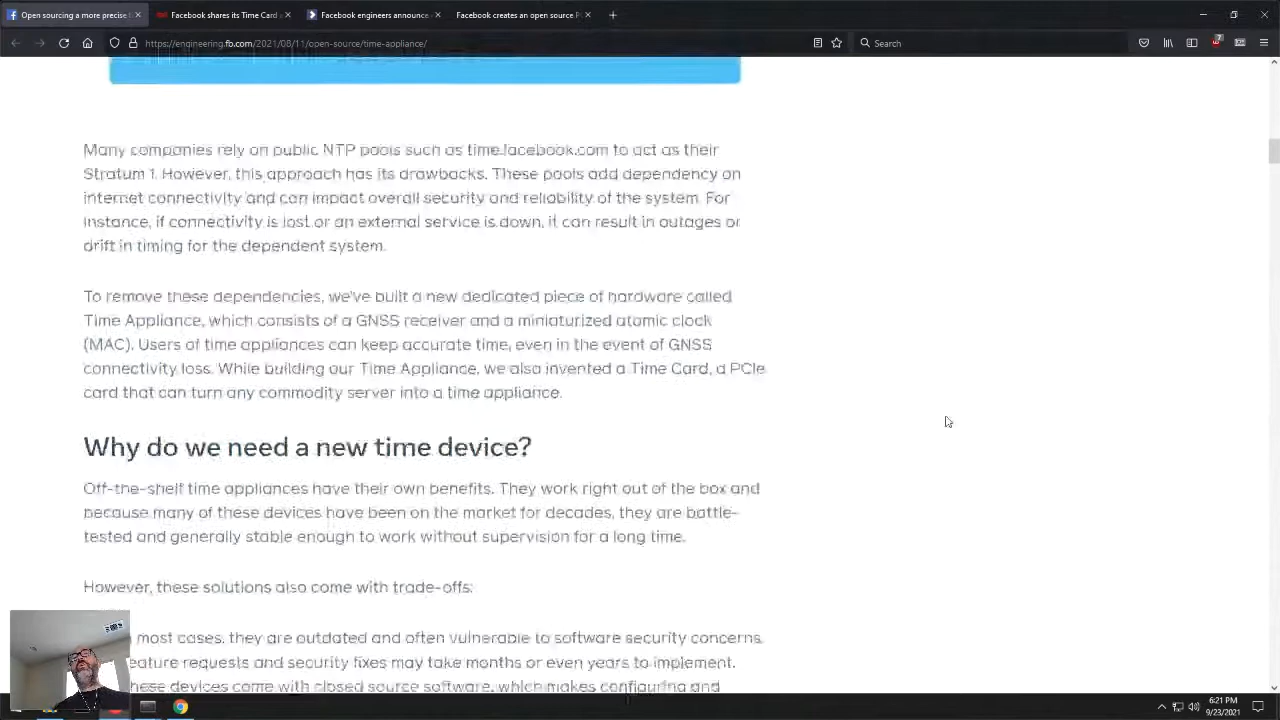 Open sourcing a more precise t
Facebook shares its Time Card
Facebook engineers announce
Facebook creates an open source P
https://engineering.fb.com/2021/08/11/open-source/time-appliance/
Search
7
Many companies rely on public NTP pools such as time.facebook.com to act as their
Stratum 1. However, this approach has its drawbacks. These pools add dependency on
internet connectivity and can impact overall security and reliability of the system. For
instance, if connectivity is lost or an external service is down, it can result in outages or
drift in timing for the dependent system.
To remove these dependencies, we've built a new dedicated piece of hardware called
Time Appliance, which consists of a GNSS receiver and a miniaturized atomic clock
(MAC). Users of time appliances can keep accurate time, even in the event of GNSS
connectivity loss. While building our Time Appliance, we also invented a Time Card, a PCIe
card that can turn any commodity server into a time appliance.
Why do we need a new time device?
Off-the-shelf time appliances have their own benefits. They work right out of the box and
because many of these devices have been on the market for decades, they are battle-
tested and generally stable enough to work without supervision for a long time.
However, these solutions also come with trade-offs:
most cases, they are outdated and often vulnerable to software security concerns.
eature requests and security fixes may take months or even years to implement.
hese devices come with closed source software, which makes configuring and
6:21 PM
9/23/2021